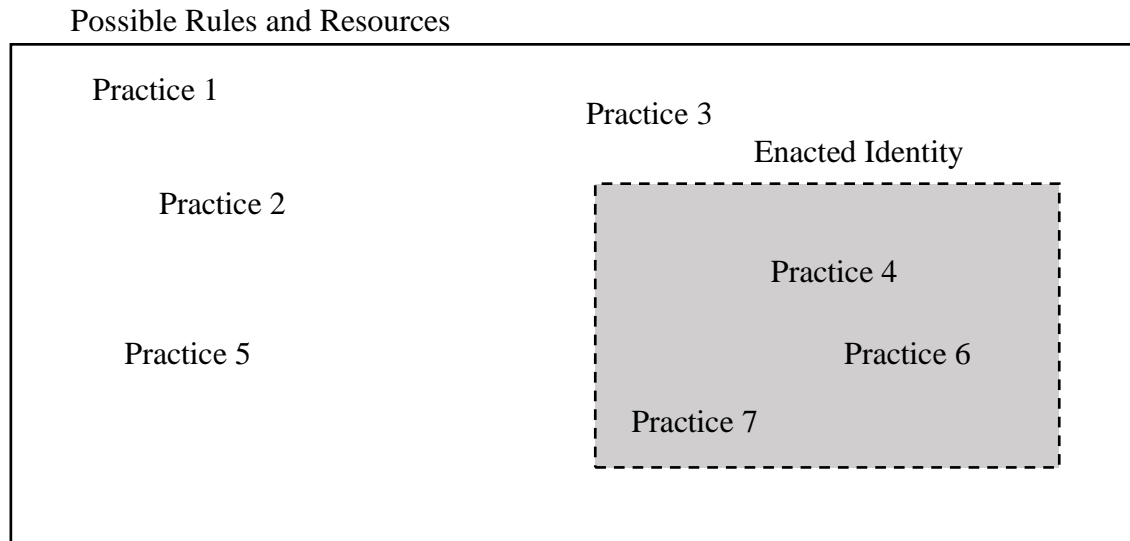 Possible Rules and Resources
Practice 1
Practice 3
Enacted Identity
Practice 2
Practice 4
Practice 5
Practice 6
Practice 7